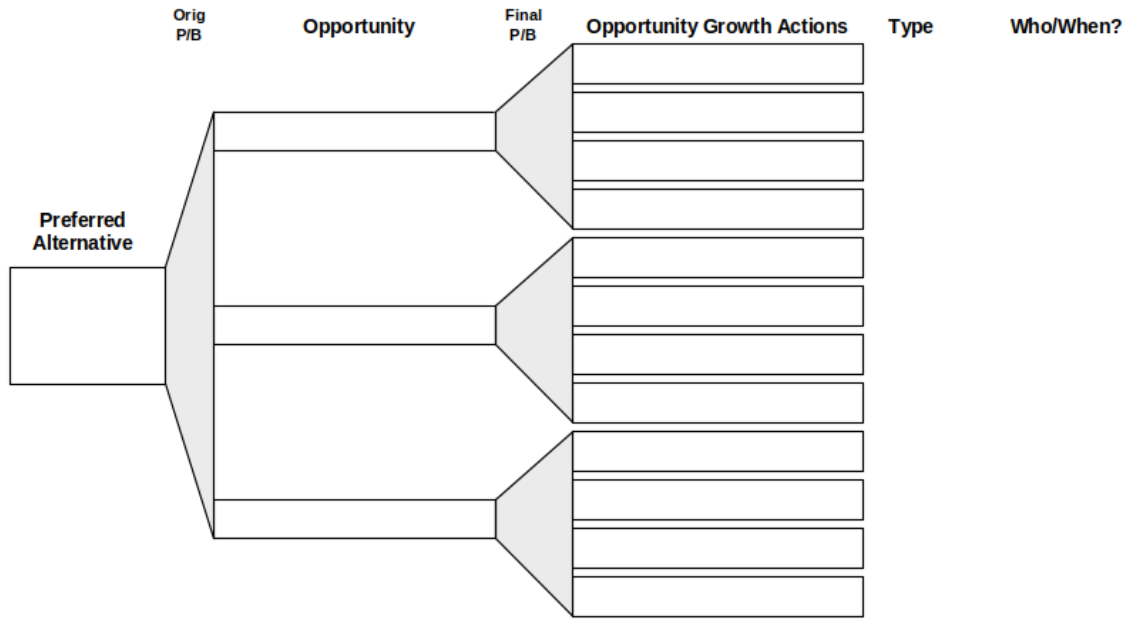 Orig
P/B
Opportunity
Final
P/B
Opportunity Growth Actions
Type
Who/When?
Preferred
Alternative